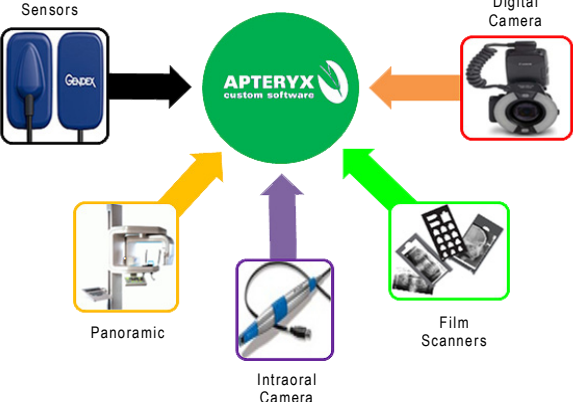 Sensors
Digital
Camera
GENDEX
APTERYX
custom software
Panoramic
Film
Scanners
Intraoral
Camera